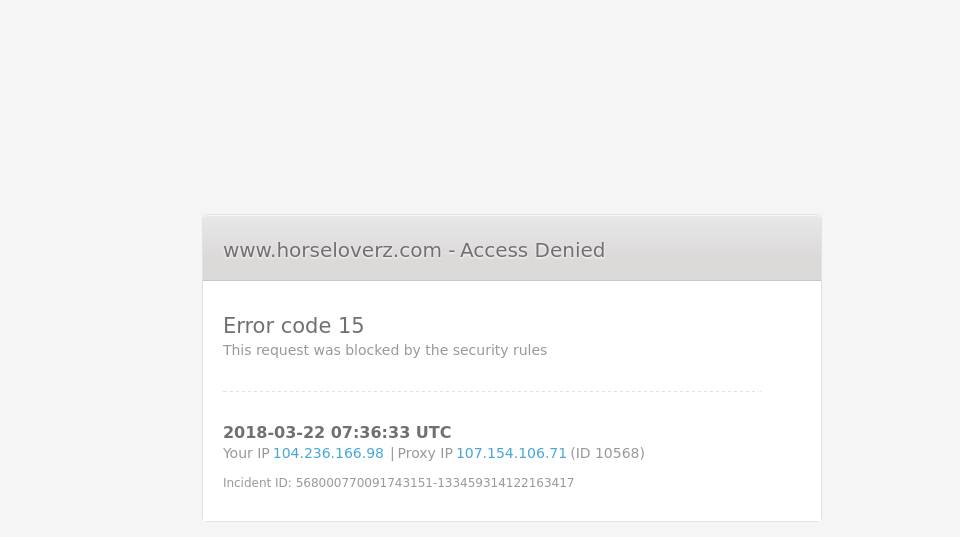 www.horseloverz.com - Access Denied
Error code 15
This request was blocked by the security rules
2018-03-22 07:36:33 UTC
Your IP 104.236.166.98 | Proxy IP 107.154.106.71 (ID 10568)
Incident ID: 568000770091743151-133459314122163417